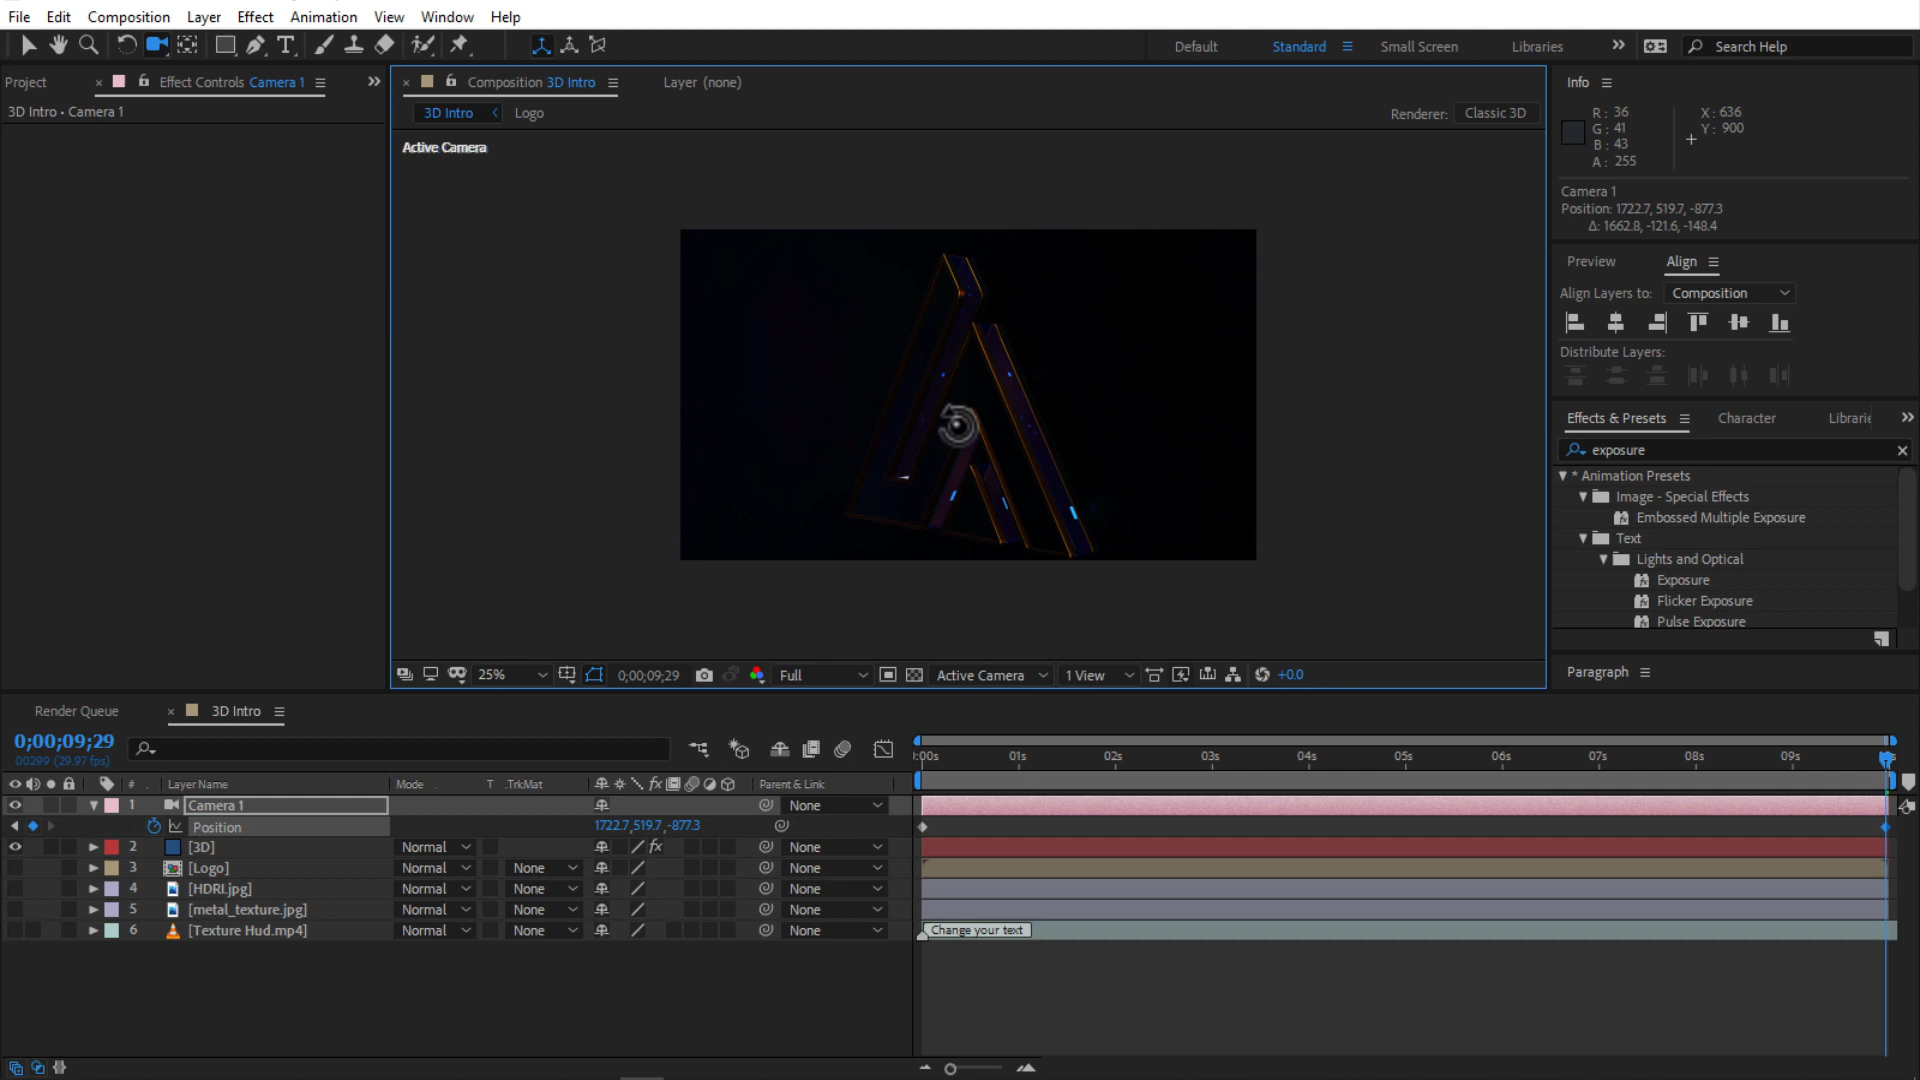 File Edit Composition Layer Effect Animation View Window Help
Default Standard Small Screen Libraries Search Help
Project Effect Controls Camera 1
3D Intro • Camera 1
Composition 3D Intro Layer (none)
3D Intro Logo Renderer: Classic 3D
Active Camera
25% 0;00;09;29 Full Active Camera 1 View +0.0
Info
R: 36 X: 636
G: 41 Y: 900
B: 43
A: 255
Camera 1
Position: 1722.7, 519.7, -877.3
Δ: 1662.8, -121.6, -148.4
Preview Align
Align Layers to: Composition
Distribute Layers:
Effects & Presets Character Librarie
exposure
* Animation Presets
Image - Special Effects
Embossed Multiple Exposure
Text
Lights and Optical
Exposure
Flicker Exposure
Pulse Exposure
Paragraph
Render Queue 3D Intro
0;00;09;29
00299 (29.97 fps)
:00s 01s 02s 03s 04s 05s 06s 07s 08s 09s
# Layer Name Mode T .TrkMat fx Parent & Link
1 Camera 1 None
Position 1722.7,519.7,-877.3
2 [3D] Normal fx None
3 [Logo] Normal None None
4 [HDRI.jpg] Normal None None
5 [metal_texture.jpg] Normal None None
6 [Texture Hud.mp4] Normal None None Change your text